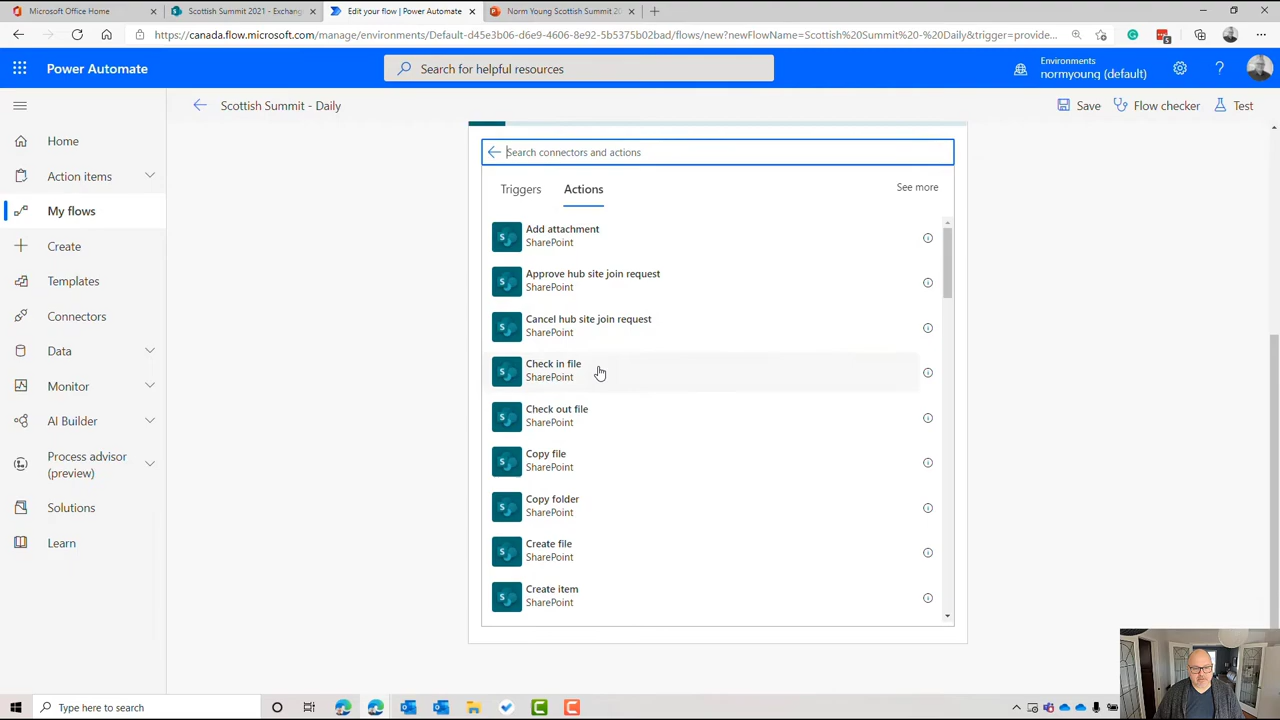 Microsoft Office Home
Scottish Summit 2021 - Exchange
Edit your flow | Power Automate
Norm Young Scottish Summit 20
https://canada.flow.microsoft.com/manage/environments/Default-d45e3b06-d6e9-4606-8e92-5b5375032bad/flows/new?newFlowName=Scottish%20Summit%20-%20Daily&trigger=provide...
Power Automate
Search for helpful resources
Environments
normyoung (default)
Scottish Summit - Daily
Save
Flow checker
Test
Home
Action items
My flows
Create
Templates
Connectors
Data
Monitor
AI Builder
Process advisor
(preview)
Solutions
Learn
Search connectors and actions
Triggers
Actions
See more
Add attachment
SharePoint
Approve hub site join request
SharePoint
Cancel hub site join request
SharePoint
Check in file
SharePoint
Check out file
SharePoint
Copy file
SharePoint
Copy folder
SharePoint
Create file
SharePoint
Create item
SharePoint
Type here to search